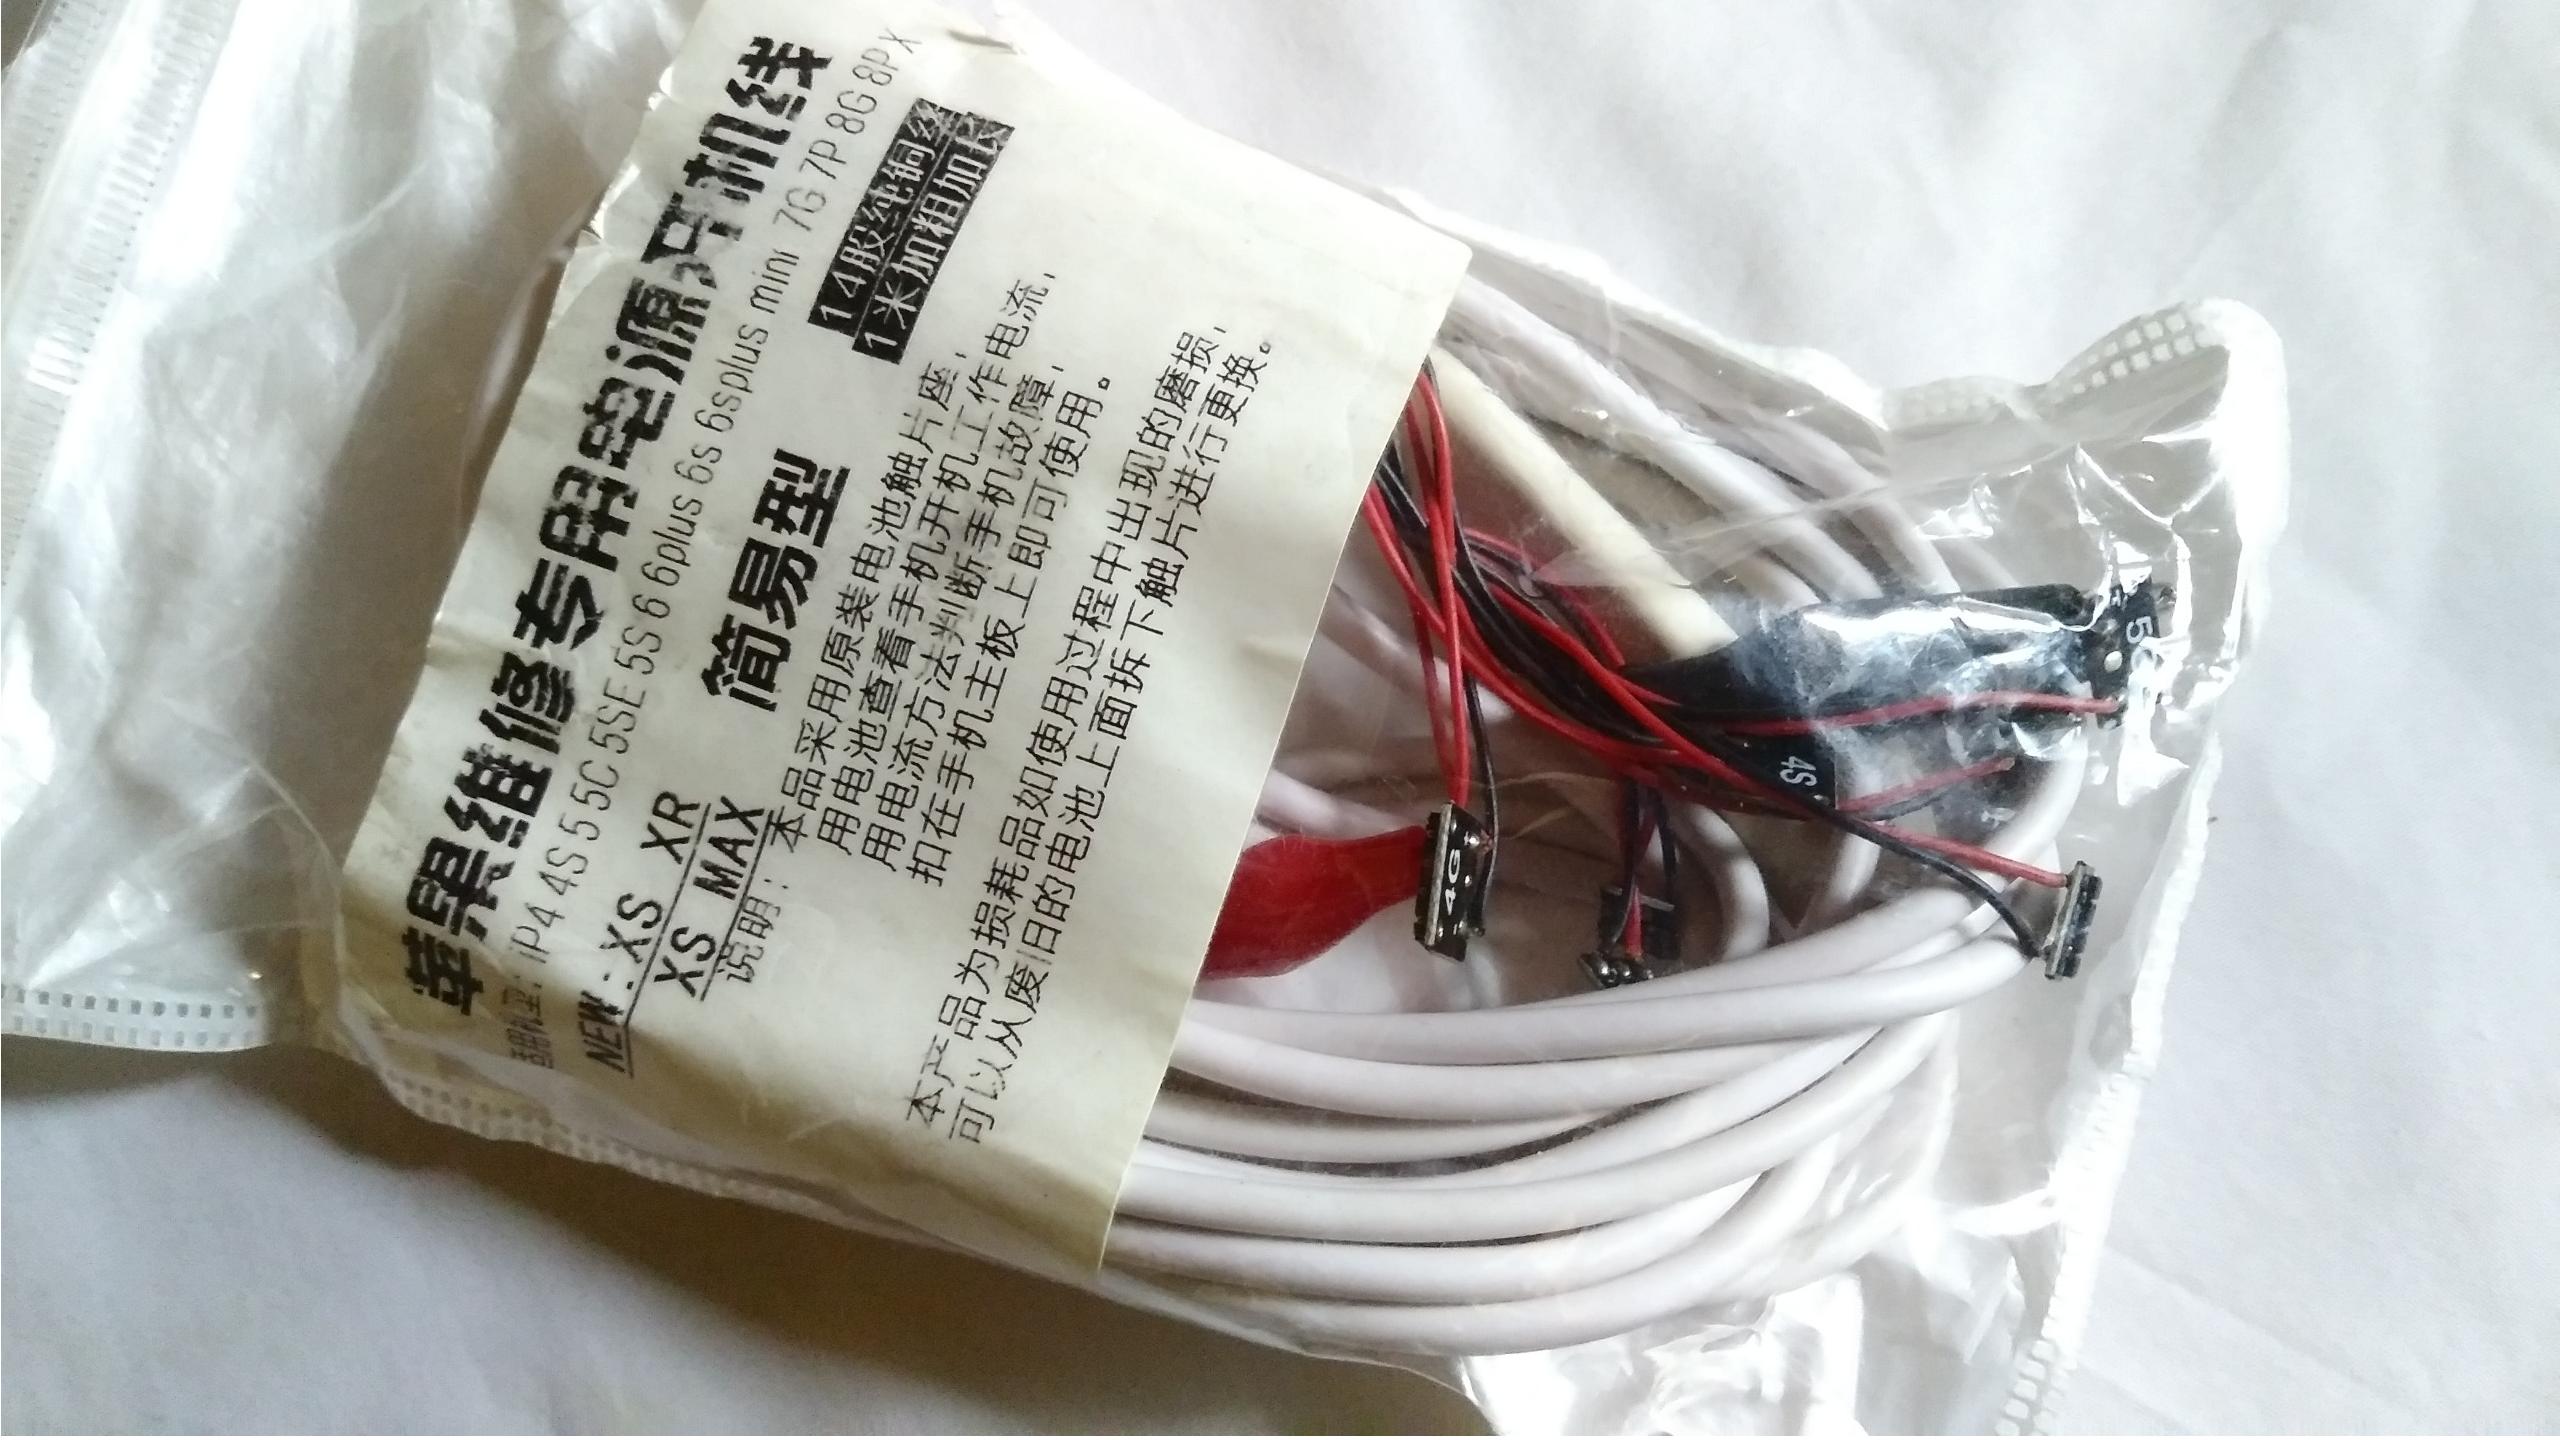 苹果维修专用电源开机线
适用机型: iP4 4S 5 5C 5SE 5S 6 6plus 6s 6splus mini 7G 7P 8G 8P X
NEW: XS XR
XS MAX
简易型
14股纯铜丝
1米加粗加长
说明: 本品采用原装电池触片座,
用电池查看手机开机工作电流,
用电流方法判断手机故障,
扣在手机主板上即可使用。
本产品为损耗品如使用过程中出现的磨损,
可以从废旧的电池上面拆下触片进行更换。
4G
4S